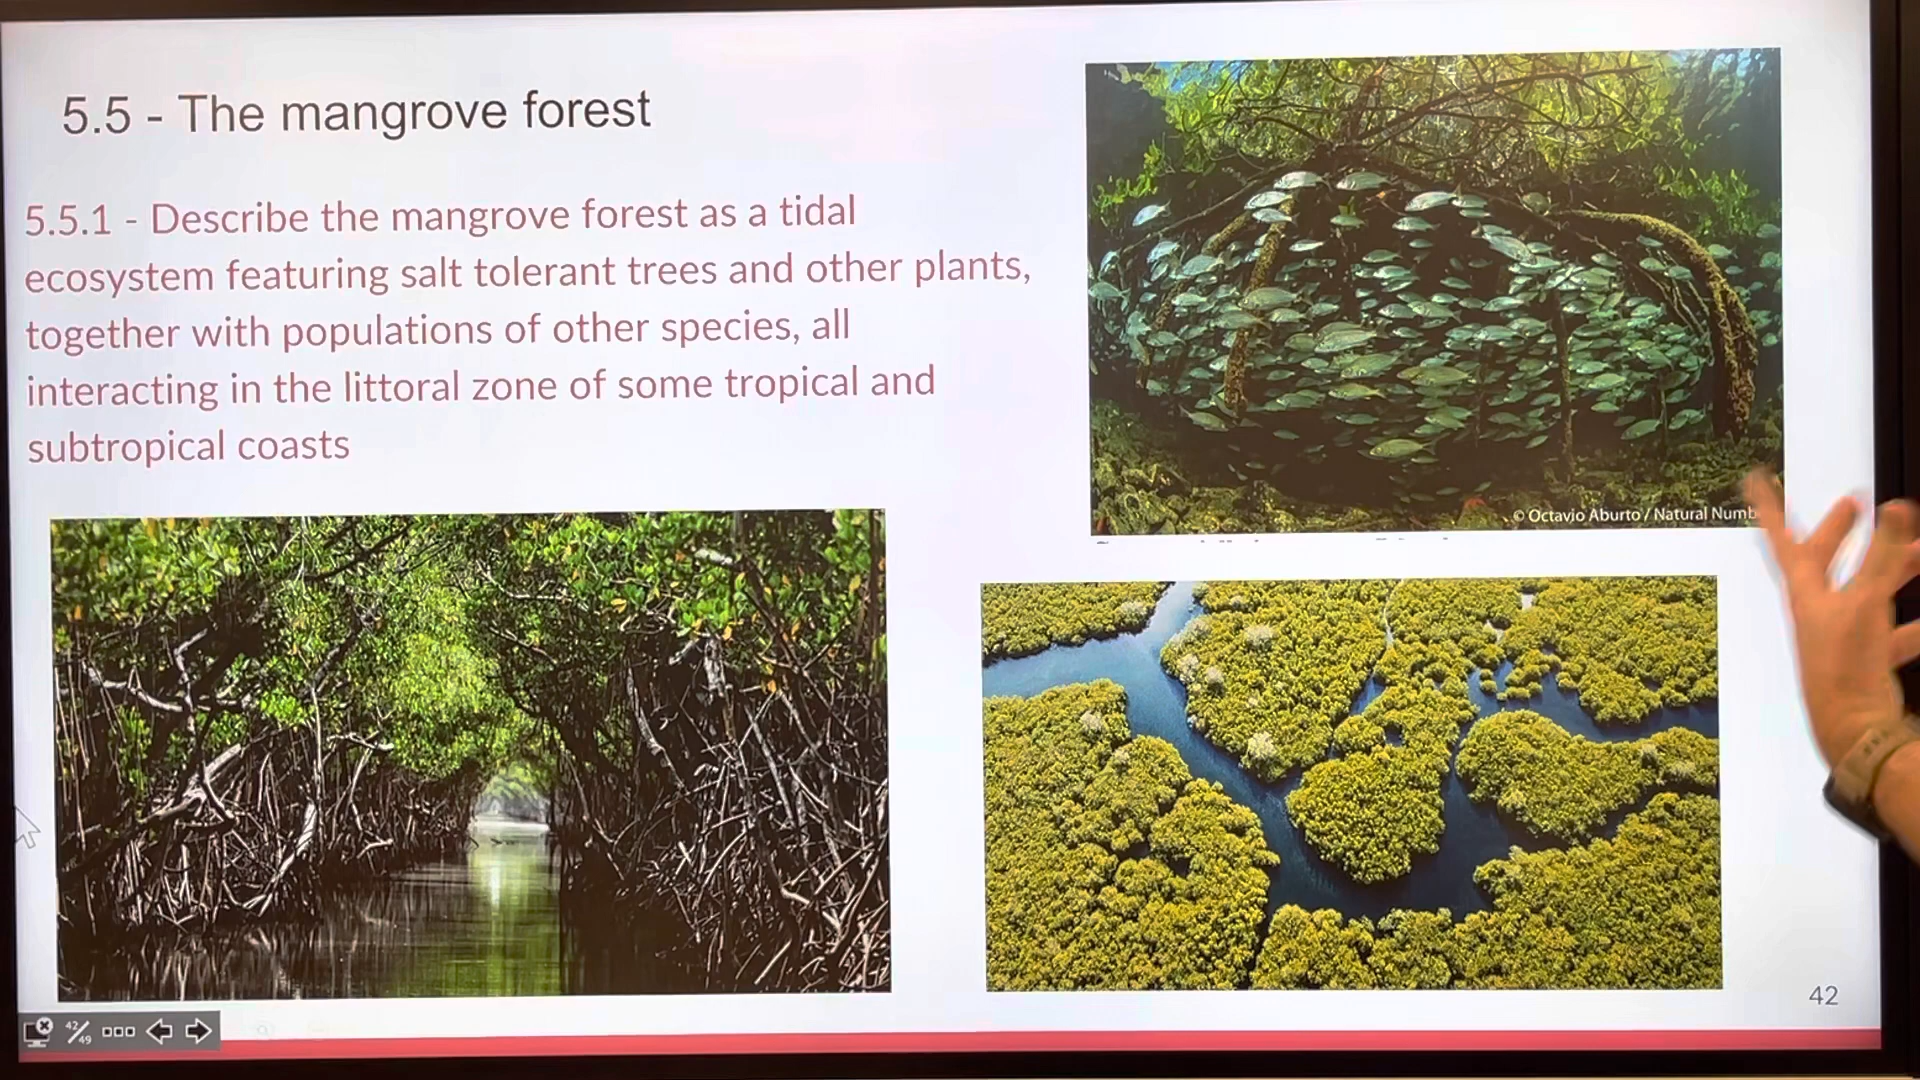 5.5 - The mangrove forest
5.5.1 - Describe the mangrove forest as a tidal
ecosystem featuring salt tolerant trees and other plants,
together with populations of other species, all
interacting in the littoral zone of some tropical and
subtropical coasts
© Octavio Aburto / Natural Numb
42
42/49